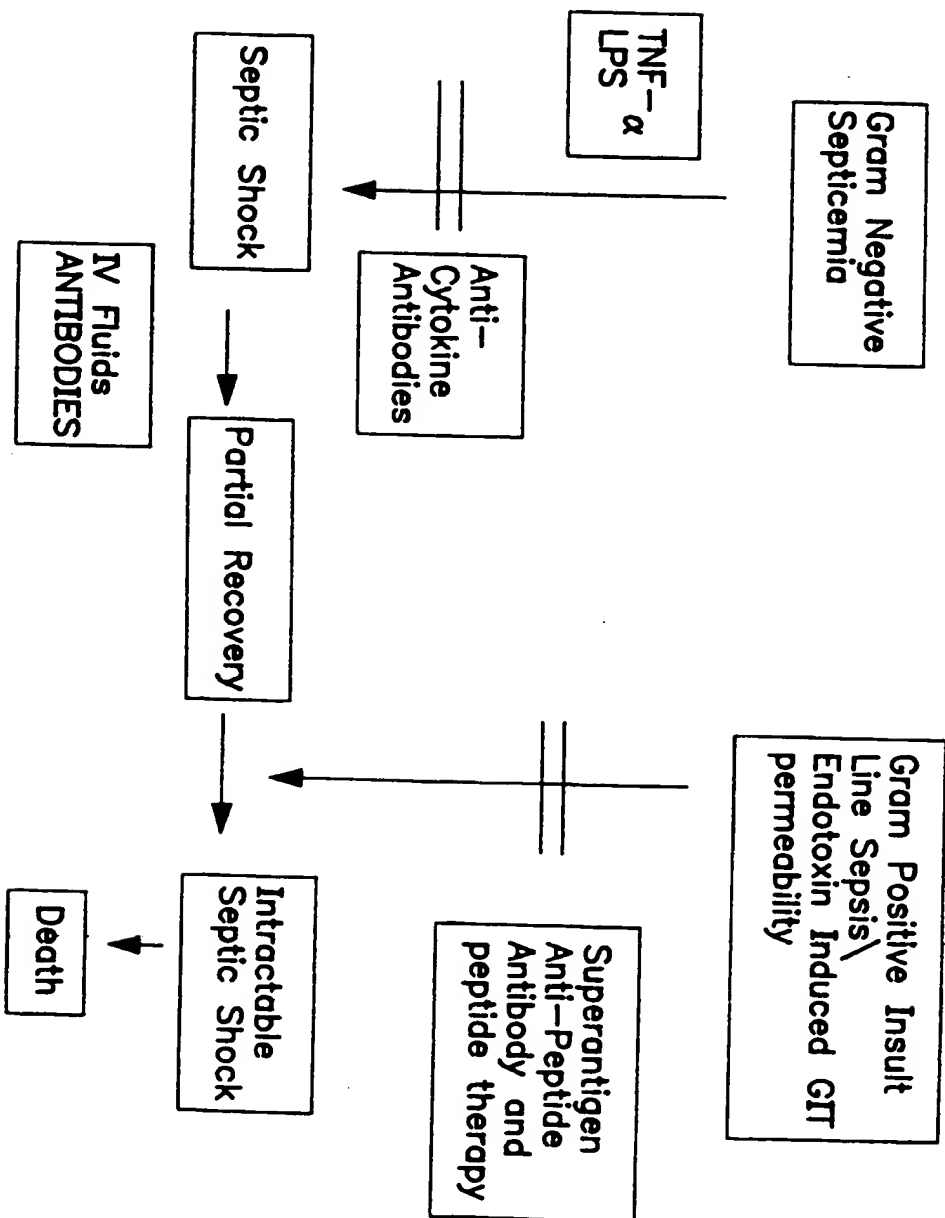 Gram Negative
Septicemia
TNF-α
LPS
Anti-
Cytokine
Antibodies
Septic Shock
IV Fluids
ANTIBODIES
Partial Recovery
Gram Positive Insult
Line Sepsis\
Endotoxin Induced GIT
permeability
Superantigen
Anti-Peptide
Antibody and
peptide therapy
Intractable
Septic Shock
Death